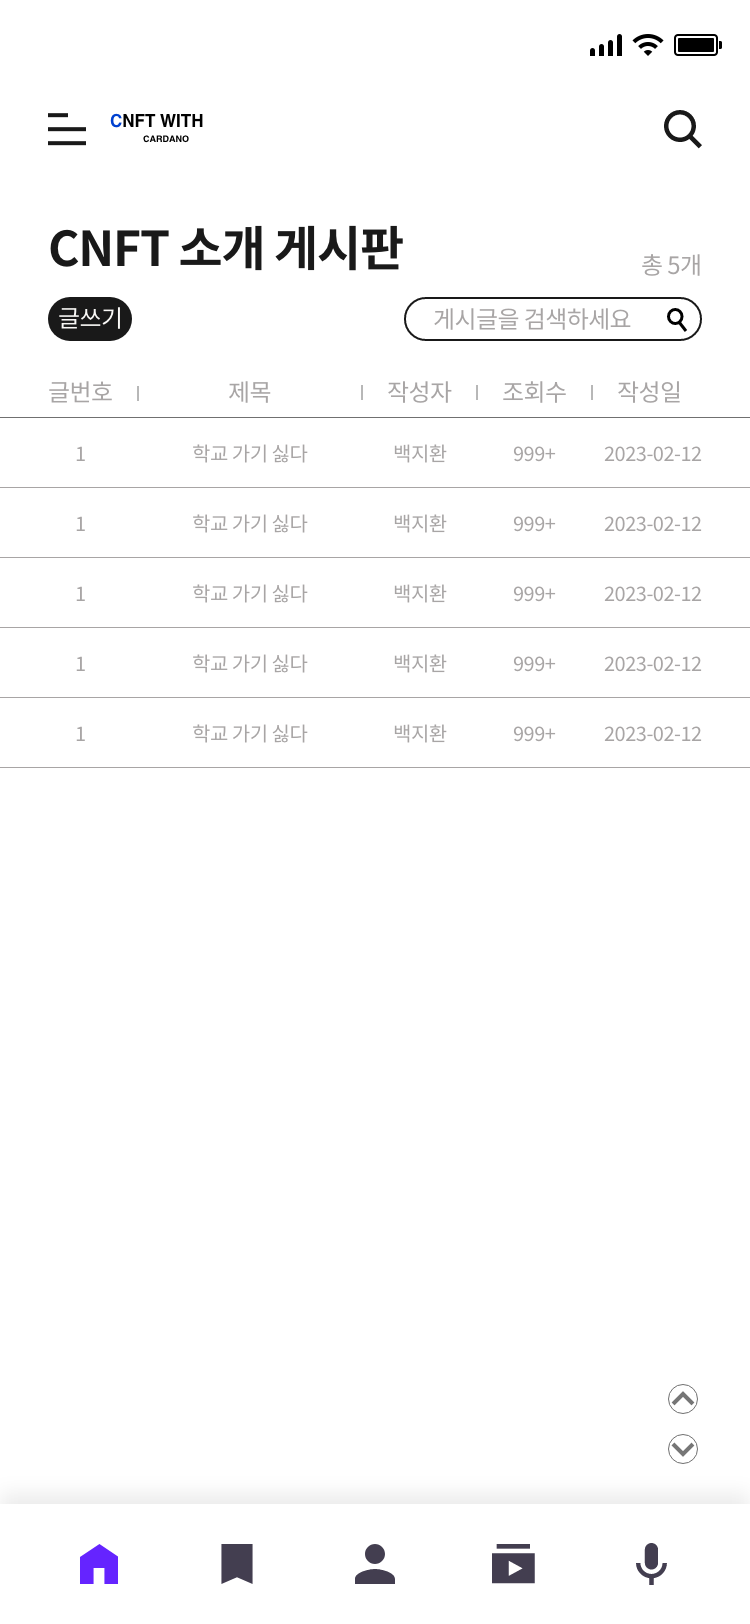 CNFT WITH
CARDANO
CNFT 소개 게시판
총 5개
글쓰기
게시글을 검색하세요
글번호 제목 작성자 조회수 작성일
1 학교 가기 싫다 백지환 999+ 2023-02-12
1 학교 가기 싫다 백지환 999+ 2023-02-12
1 학교 가기 싫다 백지환 999+ 2023-02-12
1 학교 가기 싫다 백지환 999+ 2023-02-12
1 학교 가기 싫다 백지환 999+ 2023-02-12